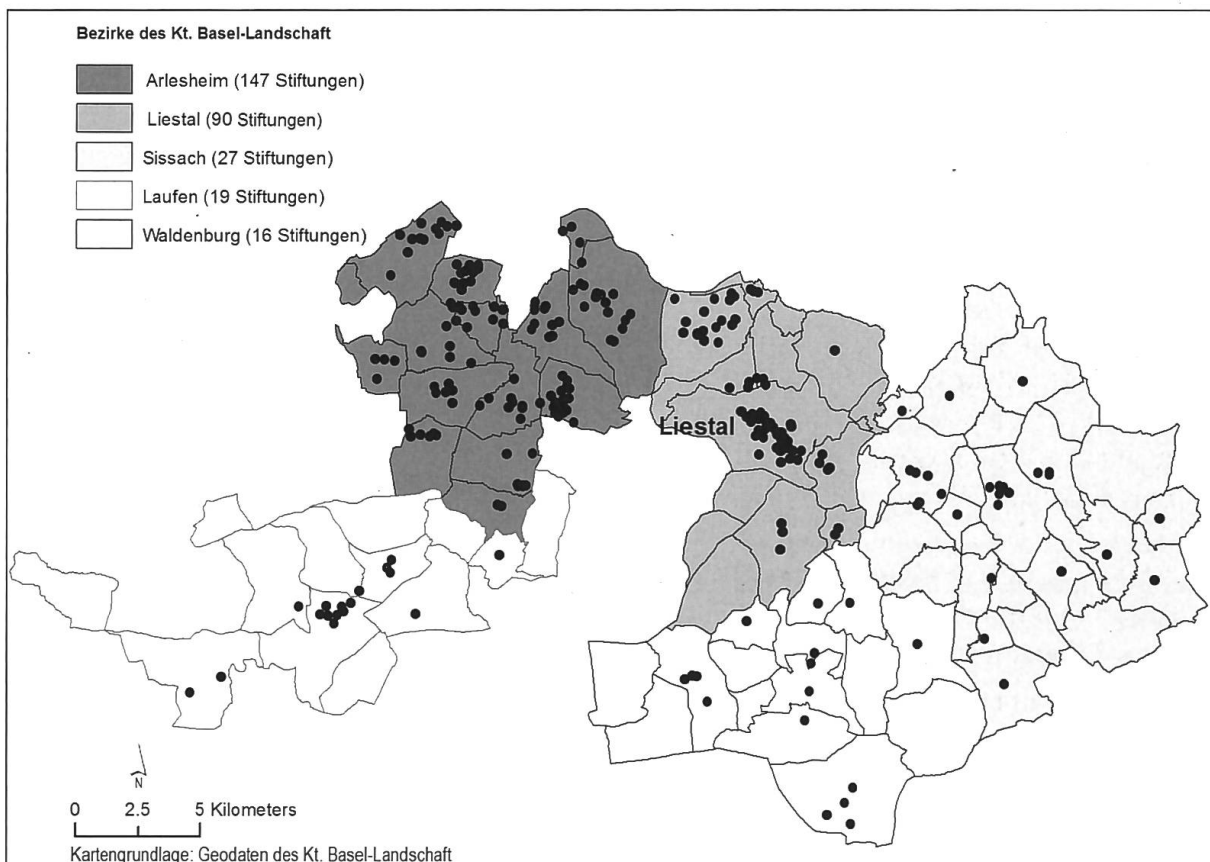 Bezirke des Kt. Basel-Landschaft
Arlesheim (147 Stiftungen)
Liestal (90 Stiftungen)
Sissach (27 Stiftungen)
Laufen (19 Stiftungen)
Waldenburg (16 Stiftungen)
Liestal
N
0 2.5 5 Kilometers
Kartengrundlage: Geodaten des Kt. Basel-Landschaft